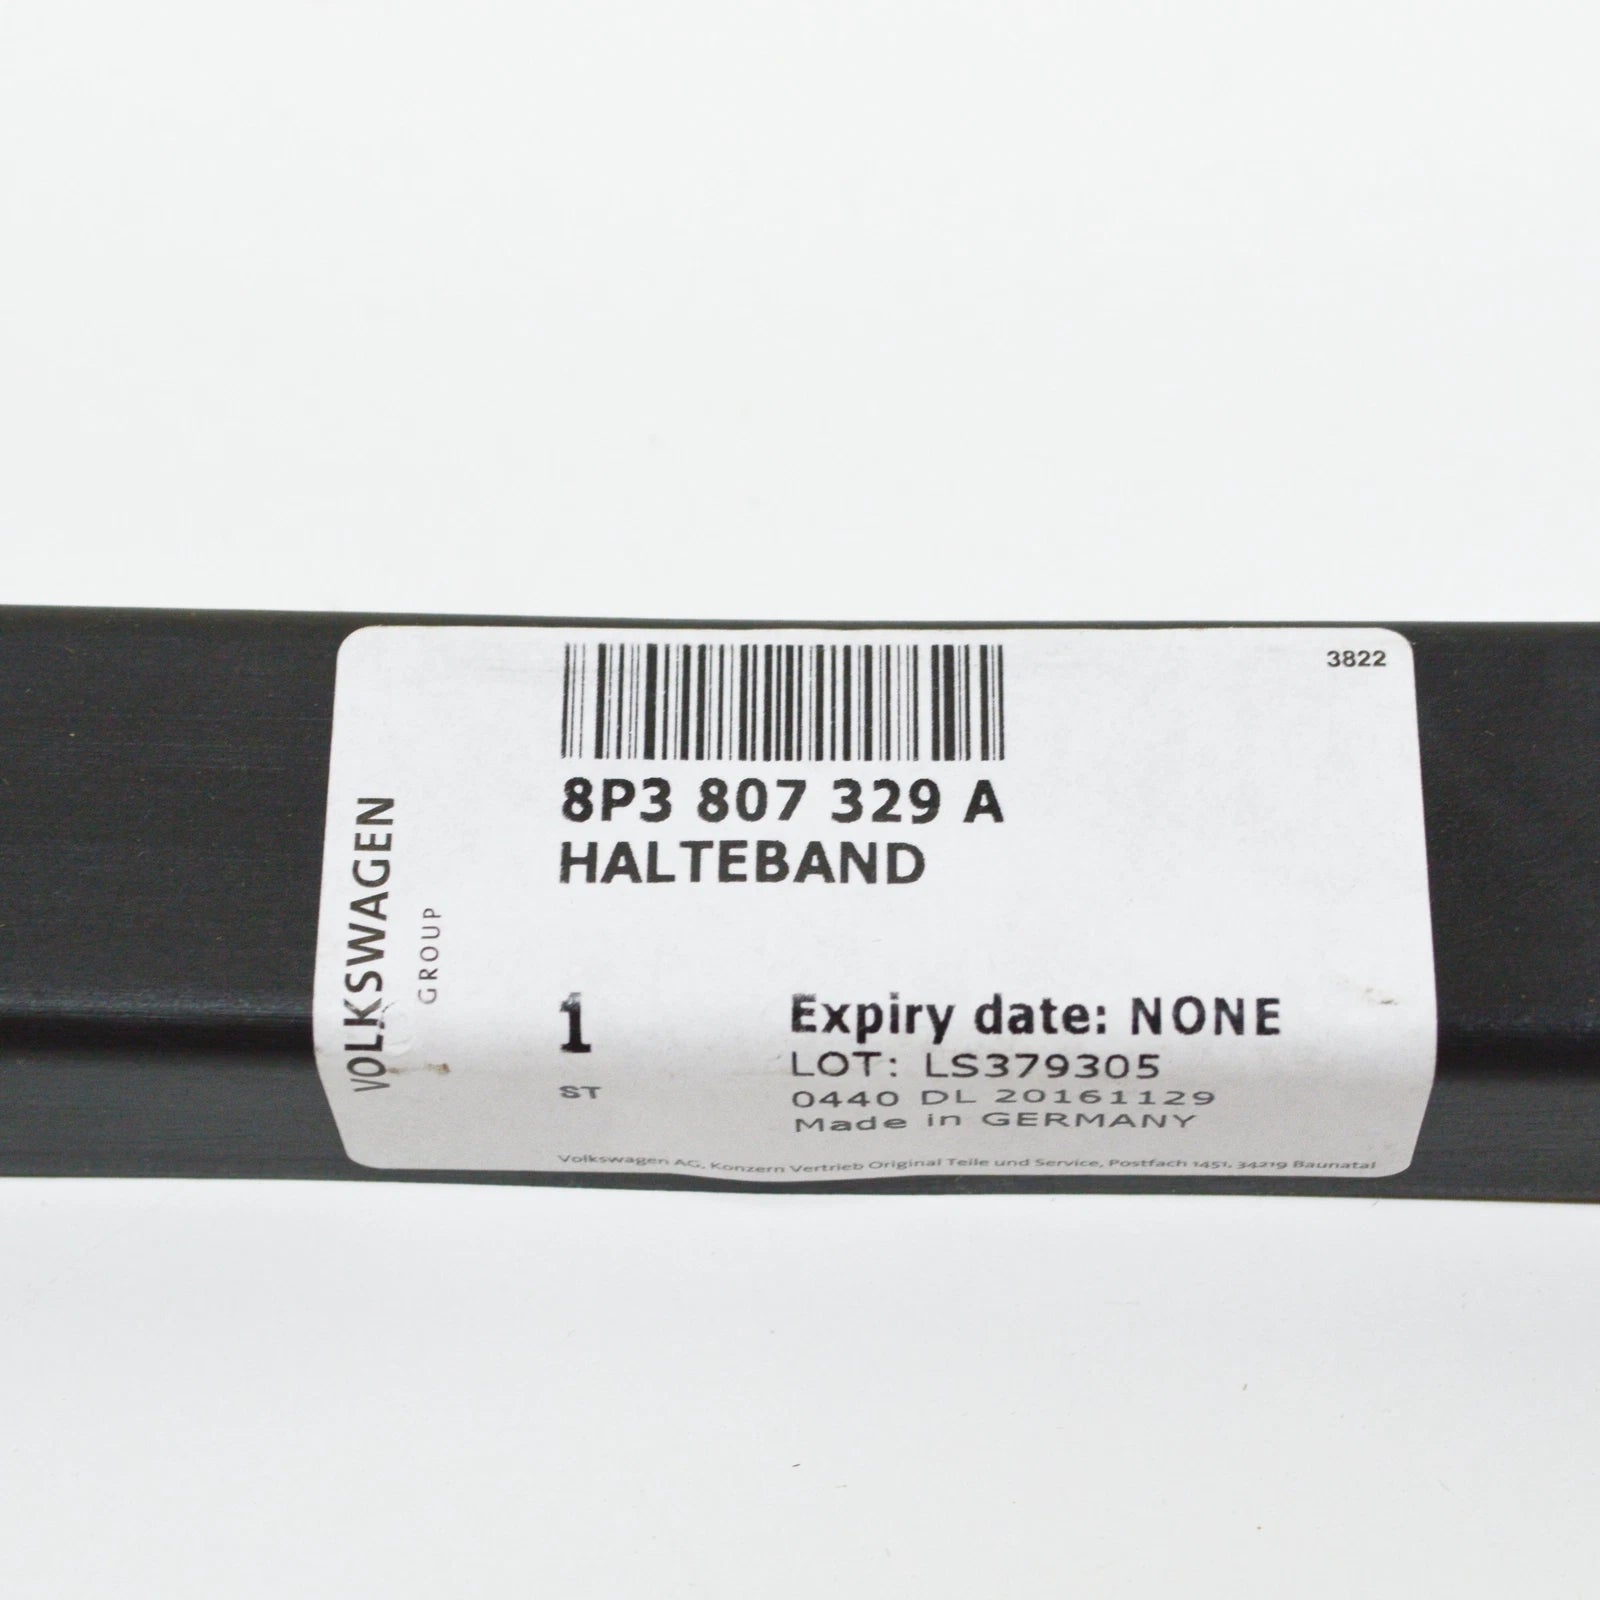 3822
8P3 807 329 A
HALTEBAND
VOLKSWAGEN
GROUP
1
ST
Expiry date: NONE
LOT: LS379305
0440 DL 20161129
Made in GERMANY
Volkswagen AG, Konzern Vertrieb Original Teile und Service, Postfach 1451, 34219 Baunatal